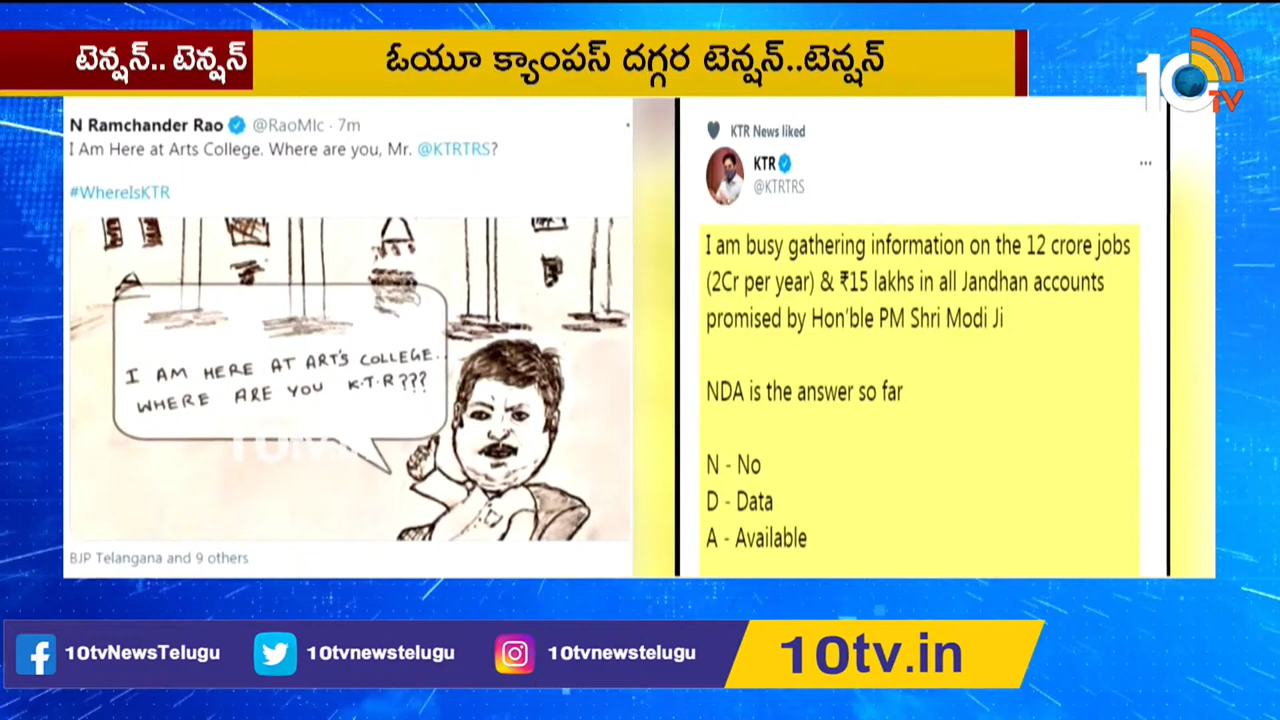 టెన్షన్.. టెన్షన్
ఓయూ క్యాంపస్ దగ్గర టెన్షన్..టెన్షన్
10TV
N Ramchander Rao @RaoMlc · 7m
I Am Here at Arts College. Where are you, Mr. @KTRTRS?
#WhereIsKTR
I AM HERE AT ART'S COLLEGE..
WHERE ARE YOU K.T.R???
BJP Telangana and 9 others
KTR News liked
KTR
@KTRTRS
I am busy gathering information on the 12 crore jobs
(2Cr per year) & ₹15 lakhs in all Jandhan accounts
promised by Hon'ble PM Shri Modi Ji
NDA is the answer so far
N - No
D - Data
A - Available
10tvNewsTelugu
10tvnewstelugu
10tvnewstelugu
10tv.in